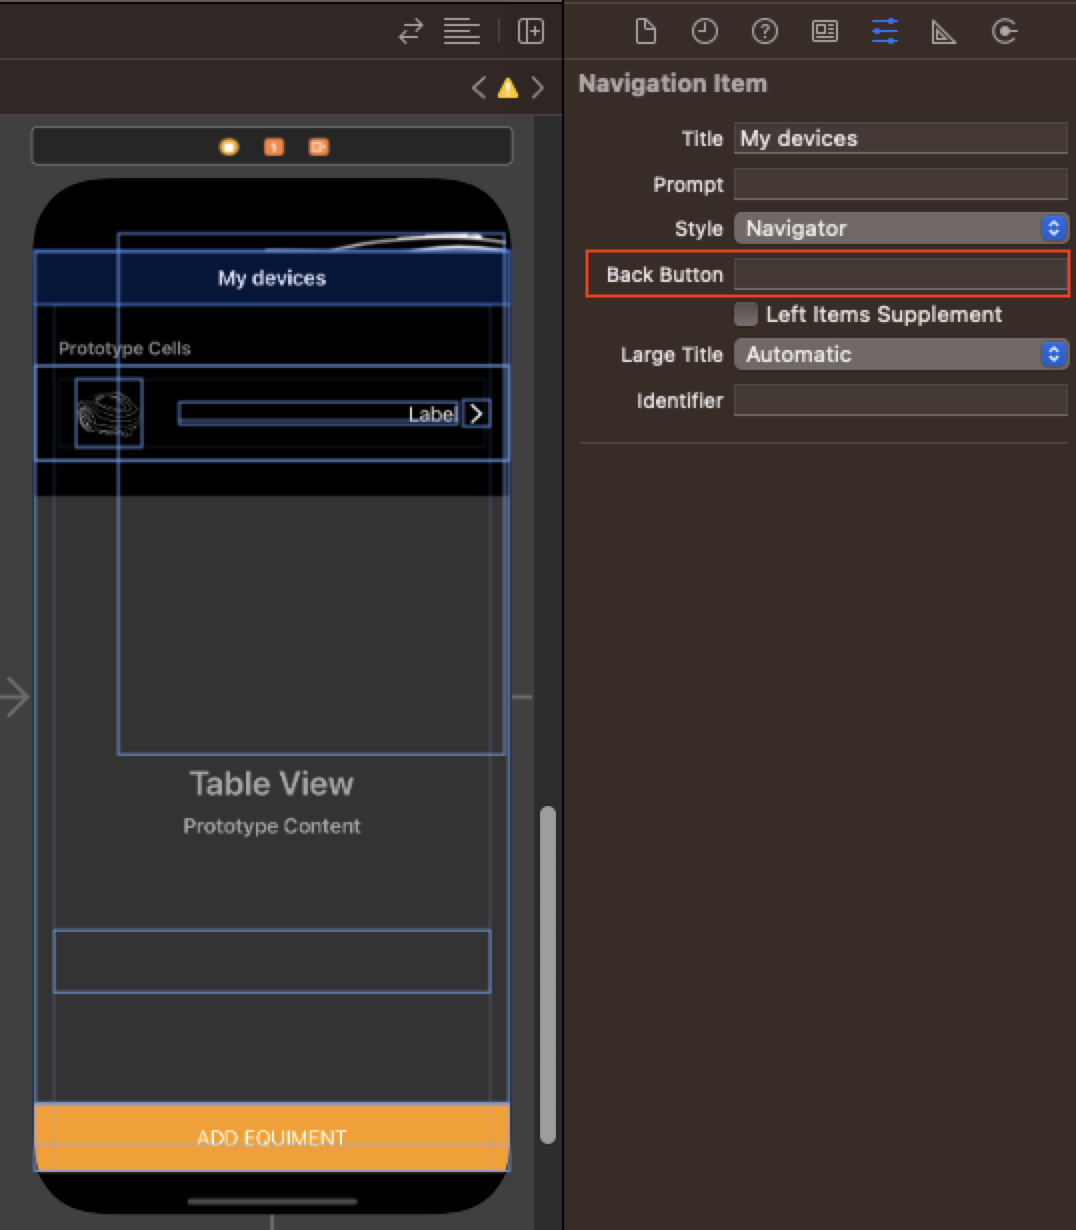 Navigation Item
Title My devices
Prompt
Style Navigator
Back Button
Left Items Supplement
Large Title Automatic
Identifier
My devices
Prototype Cells
Label
Table View
Prototype Content
ADD EQUIMENT